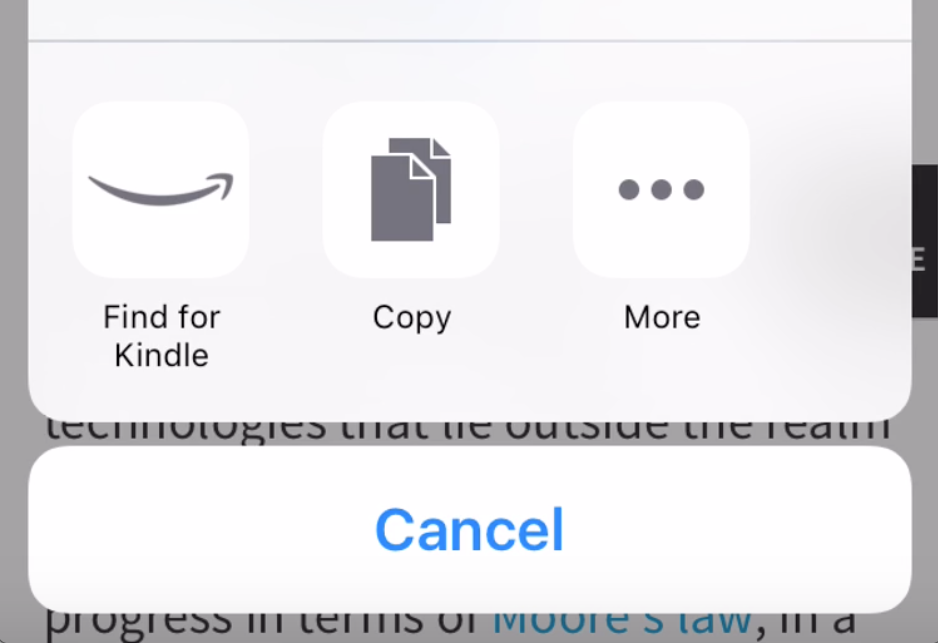 Find for
Kindle
Copy
More
E
technologies that lie outside the realm
Cancel
progress in terms of Moore's law, in a